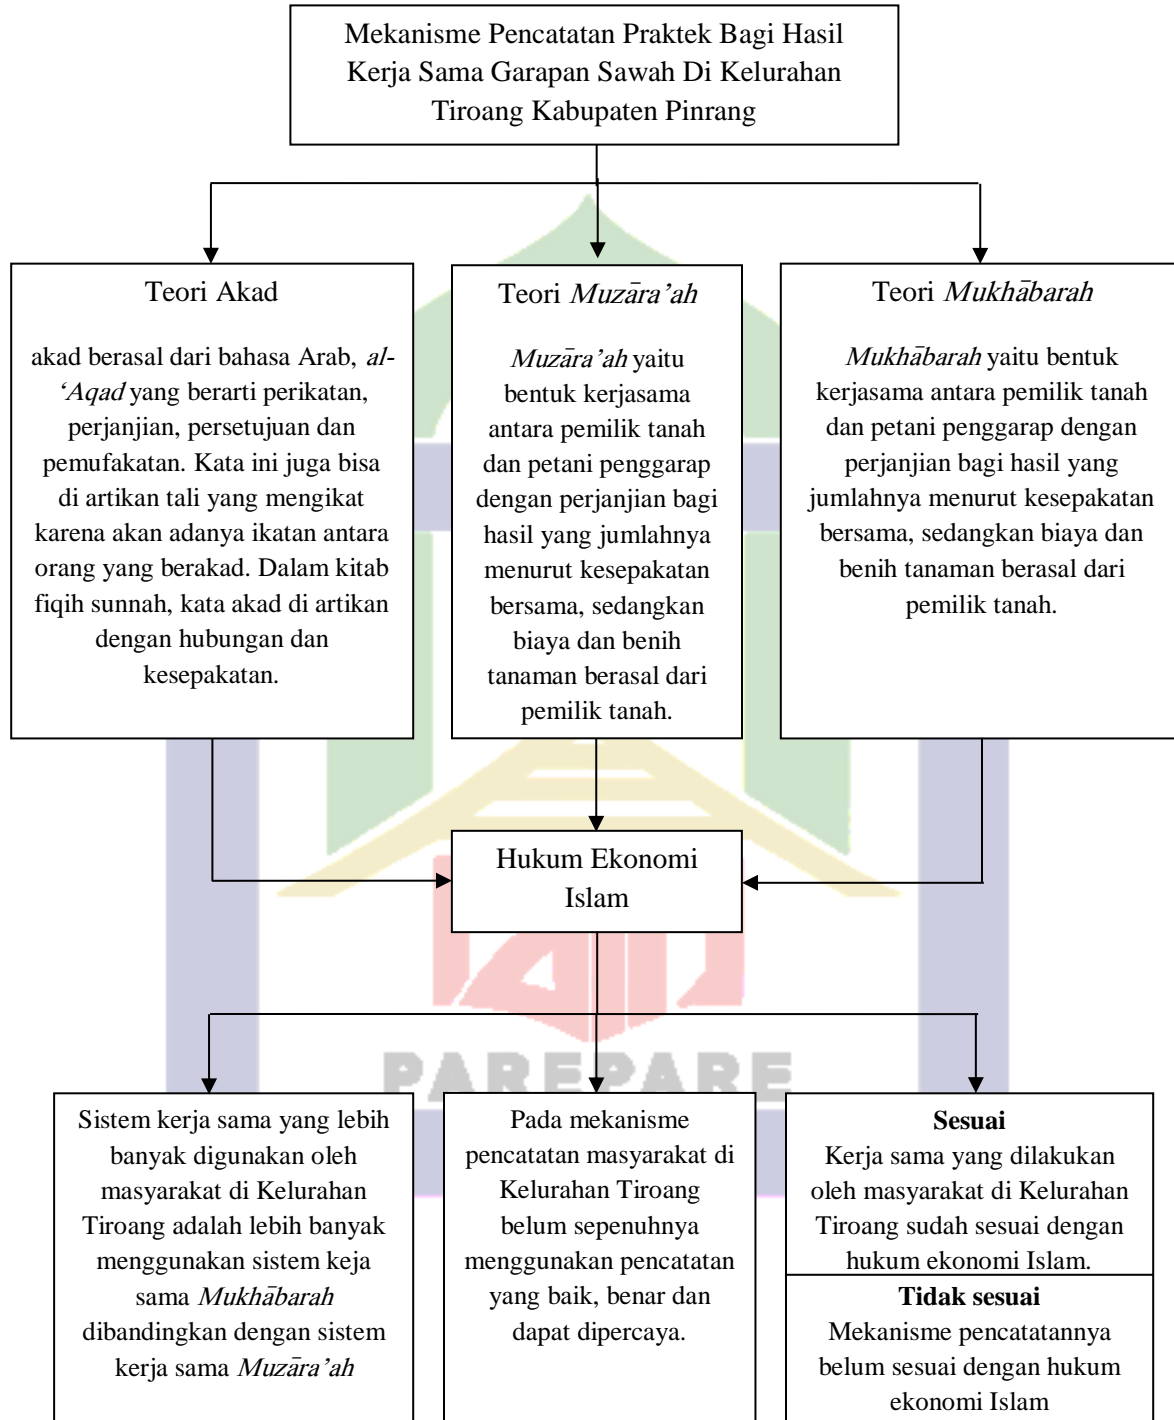 Mekanisme Pencatatan Praktek Bagi Hasil
Kerja Sama Garapan Sawah Di Kelurahan
Tiroang Kabupaten Pinrang
Teori Akad
akad berasal dari bahasa Arab, al-
‘Aqad yang berarti perikatan,
perjanjian, persetujuan dan
pemufakatan. Kata ini juga bisa
di artikan tali yang mengikat
karena akan adanya ikatan antara
orang yang berakad. Dalam kitab
fiqih sunnah, kata akad di artikan
dengan hubungan dan
kesepakatan.
Teori Muzāra’ah
Muzāra’ah yaitu
bentuk kerjasama
antara pemilik tanah
dan petani penggarap
dengan perjanjian bagi
hasil yang jumlahnya
menurut kesepakatan
bersama, sedangkan
biaya dan benih
tanaman berasal dari
pemilik tanah.
Teori Mukhābarah
Mukhābarah yaitu bentuk
kerjasama antara pemilik tanah
dan petani penggarap dengan
perjanjian bagi hasil yang
jumlahnya menurut kesepakatan
bersama, sedangkan biaya dan
benih tanaman berasal dari
pemilik tanah.
Hukum Ekonomi
Islam
PAREPARE
Sistem kerja sama yang lebih
banyak digunakan oleh
masyarakat di Kelurahan
Tiroang adalah lebih banyak
menggunakan sistem keja
sama Mukhābarah
dibandingkan dengan sistem
kerja sama Muzāra’ah
Pada mekanisme
pencatatan masyarakat di
Kelurahan Tiroang
belum sepenuhnya
menggunakan pencatatan
yang baik, benar dan
dapat dipercaya.
Sesuai
Kerja sama yang dilakukan
oleh masyarakat di Kelurahan
Tiroang sudah sesuai dengan
hukum ekonomi Islam.
Tidak sesuai
Mekanisme pencatatannya
belum sesuai dengan hukum
ekonomi Islam